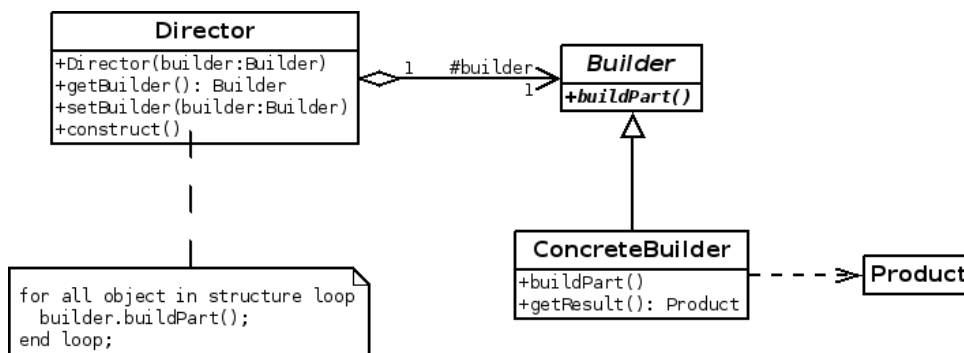 Director
+Director(builder:Builder)
+getBuilder(): Builder
+setBuilder(builder:Builder)
+construct()
1
#builder
1
Builder
+buildPart()
ConcreteBuilder
+buildPart()
+getResult(): Product
Product
for all object in structure loop
builder.buildPart();
end loop;